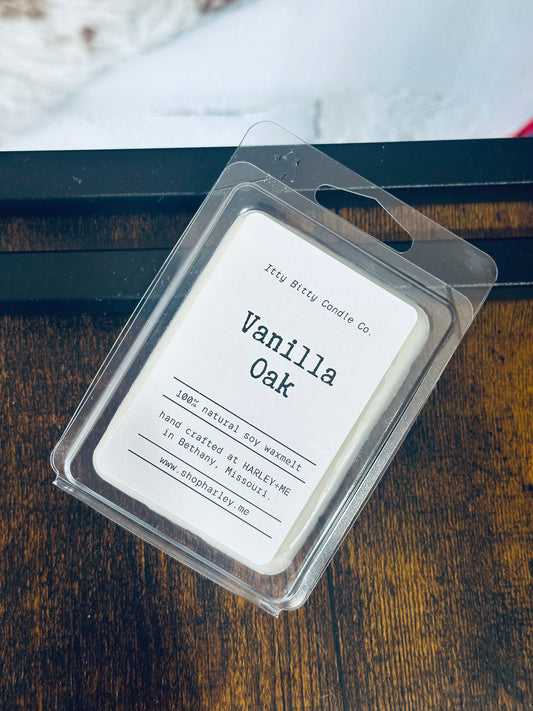 Itty Bitty Candle Co.
Vanilla
Oak
100% natural soy waxmelt
hand crafted at HARLEY+ME
in Bethany, Missouri.
www.shopharley.me